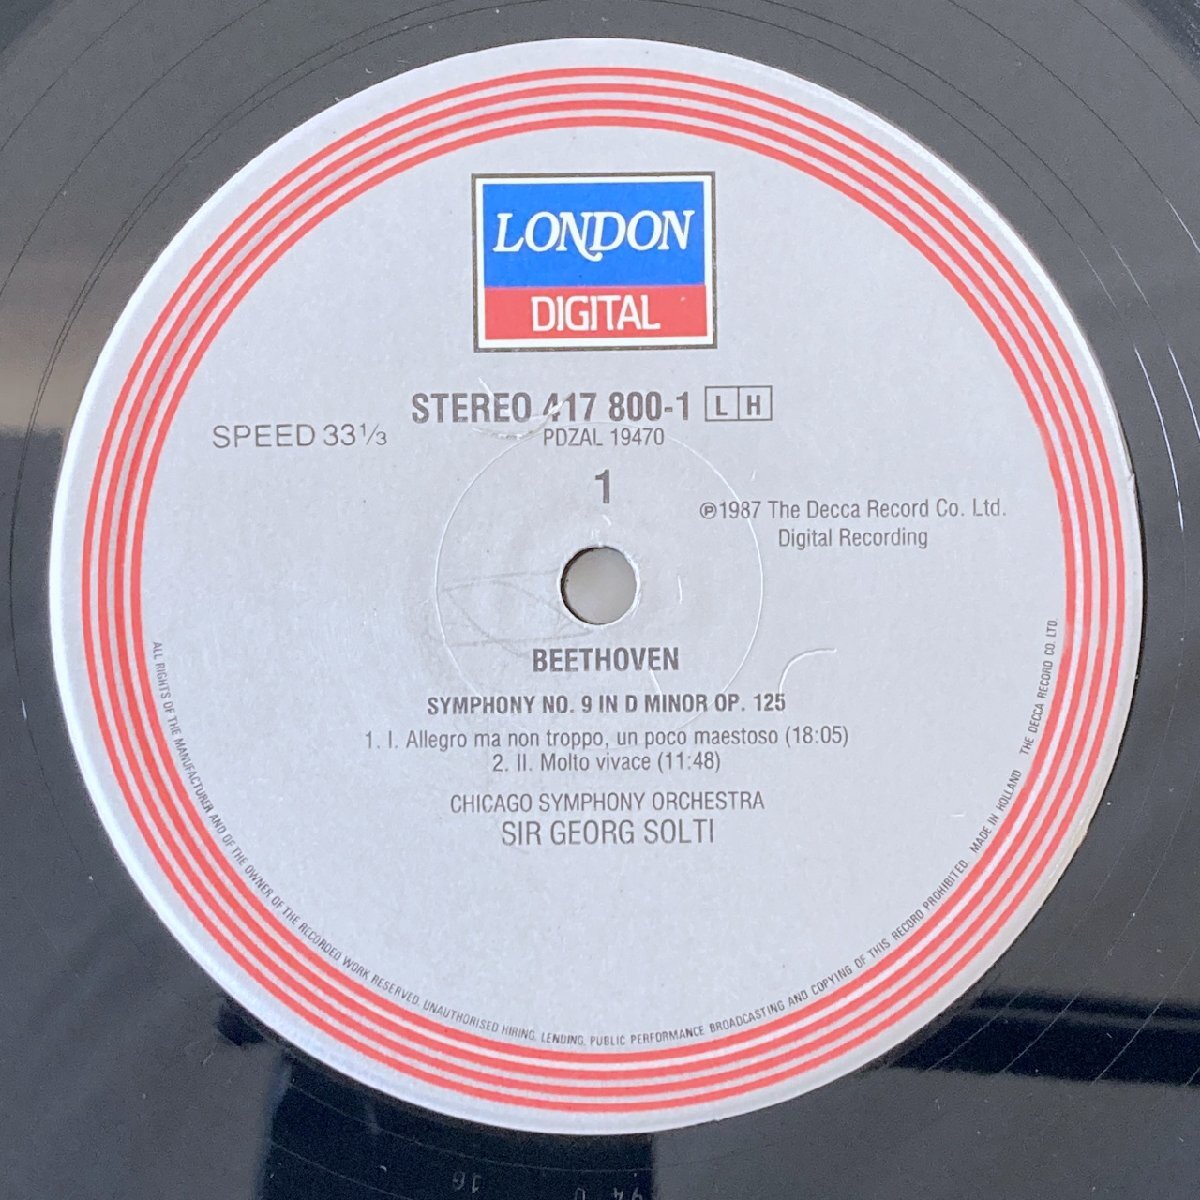 LONDON
DIGITAL
STEREO 417 800-1 L H
PDZAL 19470
SPEED 33 1/3
1
℗1987 The Decca Record Co. Ltd.
Digital Recording
BEETHOVEN
SYMPHONY NO. 9 IN D MINOR OP. 125
1. I. Allegro ma non troppo, un poco maestoso (18:05)
2. II. Molto vivace (11:48)
CHICAGO SYMPHONY ORCHESTRA
SIR GEORG SOLTI
ALL RIGHTS OF THE MANUFACTURER AND OF THE OWNER OF THE RECORDED WORK RESERVED. UNAUTHORISED HIRING, LENDING, PUBLIC PERFORMANCE BROADCASTING AND COPYING OF THIS RECORD PROHIBITED. MADE IN HOLLAND THE DECCA RECORD CO. LTD.